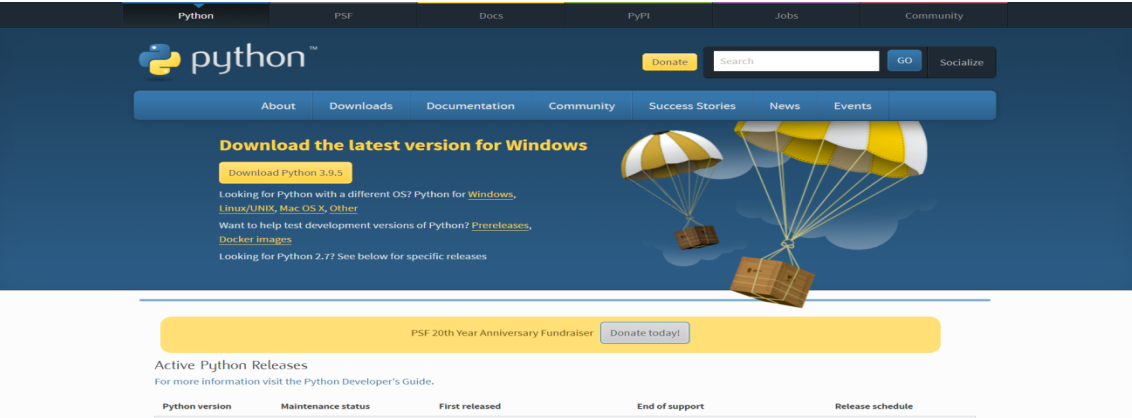 Python PSF Docs PyPI Jobs Community
python™
Donate Search GO Socialize
About Downloads Documentation Community Success Stories News Events
Download the latest version for Windows
Download Python 3.9.5
Looking for Python with a different OS? Python for Windows,
Linux/UNIX, Mac OS X, Other
Want to help test development versions of Python? Prereleases,
Docker images
Looking for Python 2.7? See below for specific releases
PSF 20th Year Anniversary Fundraiser Donate today!
Active Python Releases
For more information visit the Python Developer's Guide.
Python version Maintenance status First released End of support Release schedule